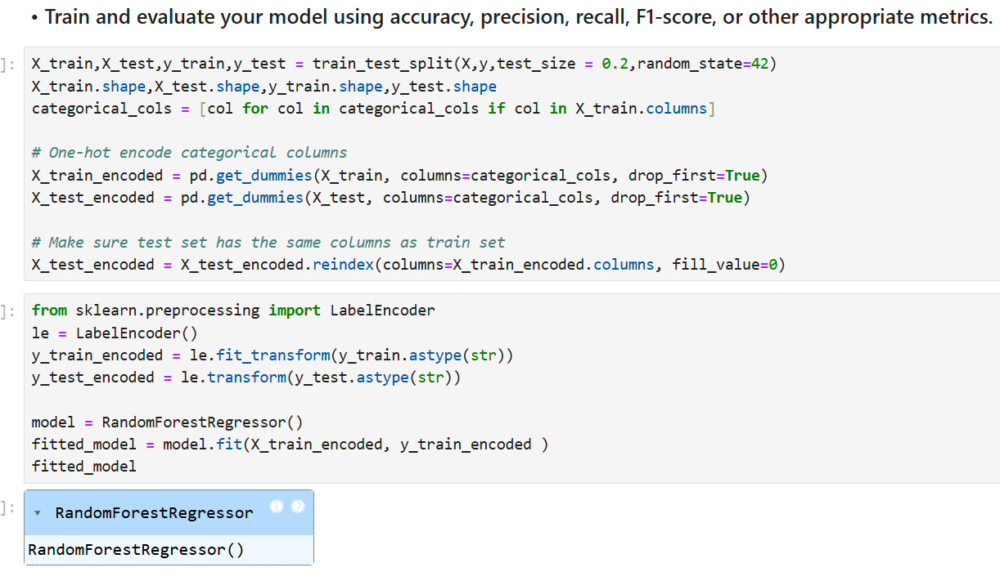 • Train and evaluate your model using accuracy, precision, recall, F1-score, or other appropriate metrics.
]:
X_train,X_test,y_train,y_test = train_test_split(X,y,test_size = 0.2,random_state=42)
X_train.shape,X_test.shape,y_train.shape,y_test.shape
categorical_cols = [col for col in categorical_cols if col in X_train.columns]
# One-hot encode categorical columns
X_train_encoded = pd.get_dummies(X_train, columns=categorical_cols, drop_first=True)
X_test_encoded = pd.get_dummies(X_test, columns=categorical_cols, drop_first=True)
# Make sure test set has the same columns as train set
X_test_encoded = X_test_encoded.reindex(columns=X_train_encoded.columns, fill_value=0)
]:
from sklearn.preprocessing import LabelEncoder
le = LabelEncoder()
y_train_encoded = le.fit_transform(y_train.astype(str))
y_test_encoded = le.transform(y_test.astype(str))
model = RandomForestRegressor()
fitted_model = model.fit(X_train_encoded, y_train_encoded )
fitted_model
]:
▾ RandomForestRegressor i ?
RandomForestRegressor()